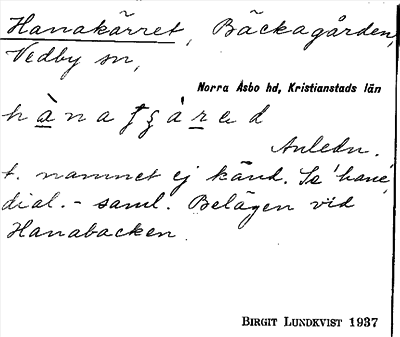 Hanakärret, Bäckagården,
Vedby sn,
Norra Åsbo hd, Kristianstads län
Anledn.
t. namnet ej känd. Se 'hane',
dial. - saml. Belägen vid
Hanabacken.
BIRGIT LUNDKVIST 1937